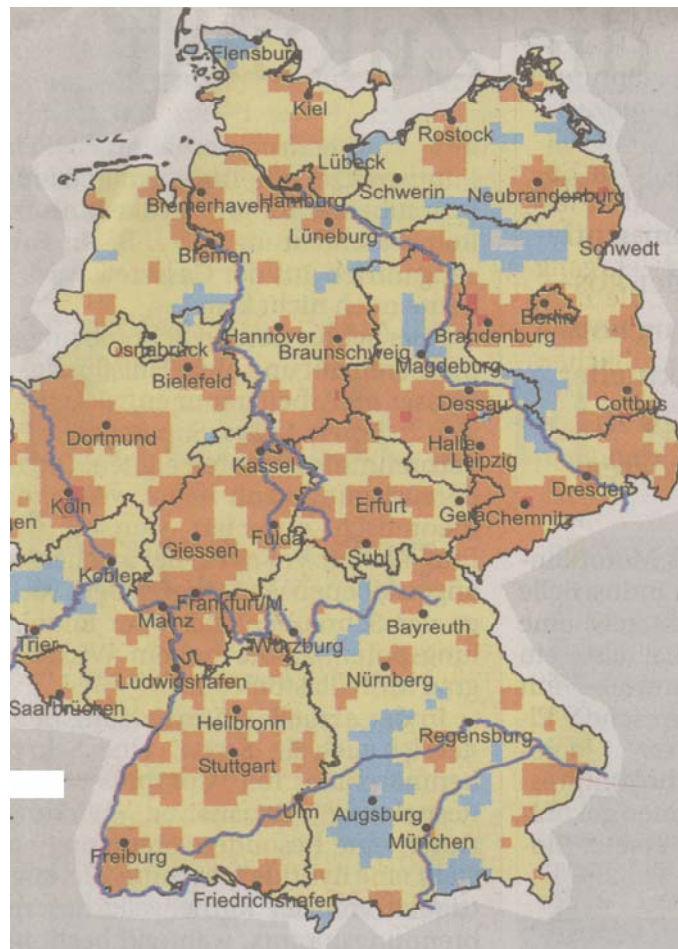 Flensburg
Kiel
Rostock
Lübeck
Schwerin
Neubrandenburg
Hamburg
Bremerhaven
Lüneburg
Schwedt
Bremen
Berlin
Brandenburg
Hannover
Osnabrück
Braunschweig
Magdeburg
Bielefeld
Dessau
Cottbus
Dortmund
Halle
Leipzig
Kassel
Dresden
Köln
Erfurt
Gera
Chemnitz
Fulda
Giessen
Suhl
Koblenz
Frankfurt/M.
Mainz
Bayreuth
Trier
Würzburg
Ludwigshafen
Nürnberg
Saarbrücken
Heilbronn
Regensburg
Stuttgart
Ulm
Augsburg
München
Freiburg
Friedrichshafen